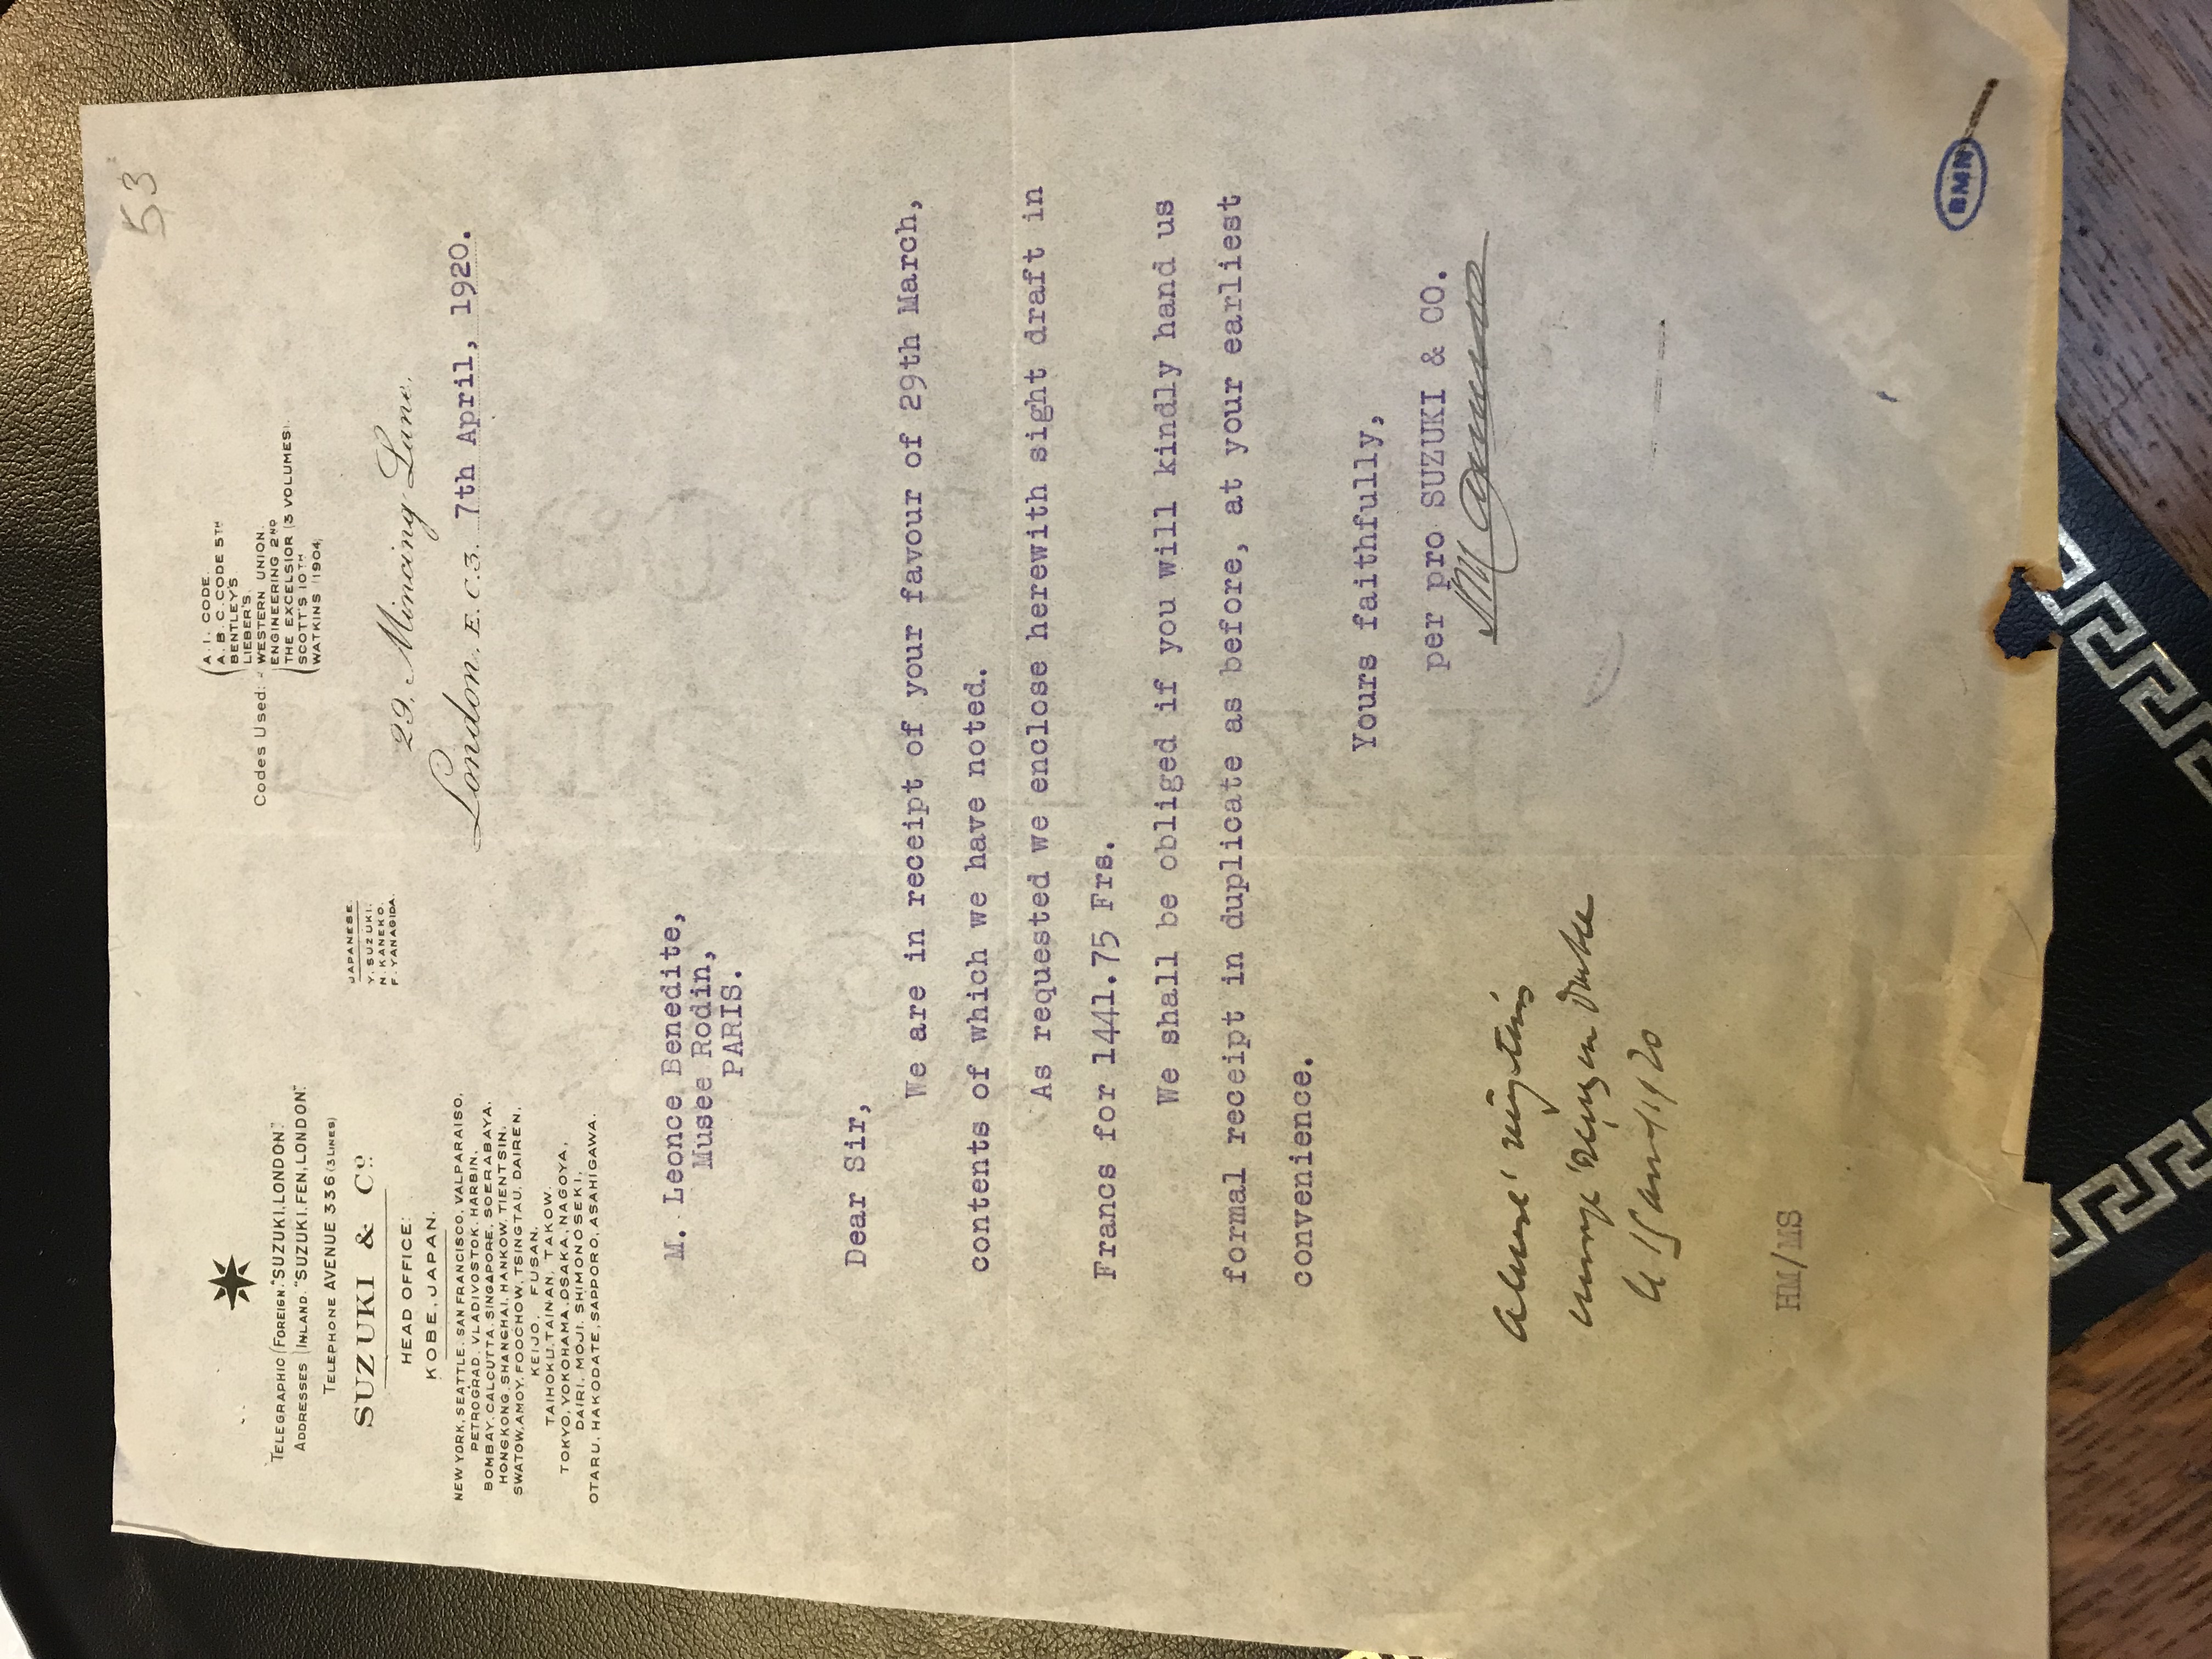 53
TELEGRAPHIC (FOREIGN. "SUZUKI, LONDON."
ADDRESSES (INLAND. "SUZUKI, FEN, LONDON."
TELEPHONE AVENUE 336 (3 LINES)
SUZUKI & Co.
HEAD OFFICE:
KOBE, JAPAN.
NEW YORK, SEATTLE, SAN FRANCISCO, VALPARAISO,
PETROGRAD, VLADIVOSTOK, HARBIN,
BOMBAY, CALCUTTA, SINGAPORE, SOERABAYA,
HONGKONG, SHANGHAI, HANKOW, TIENTSIN,
SWATOW, AMOY, FOOCHOW, TSINGTAU, DAIREN,
KEIJO, FUSAN,
TAIHOKU, TAINAN, TAKOW,
TOKYO, YOKOHAMA, OSAKA, NAGOYA,
DAIRI, MOJI, SHIMONOSEKI,
OTARU, HAKODATE, SAPPORO, ASAHIGAWA.
JAPANESE.
Y. SUZUKI.
N. KANEKO.
F. YANAGIDA.
Codes Used:
A.I. CODE.
A.B.C. CODE 5TH
BENTLEY'S
LIEBER'S.
WESTERN UNION.
ENGINEERING 2ND
THE EXCELSIOR (3 VOLUMES).
SCOTT'S 10TH
WATKINS (1904)
29, Mincing Lane,
London. E.C.3. 7th April, 1920.
M. Leonce Benedite,
Musee Rodin,
PARIS.
Dear Sir,
We are in receipt of your favour of 29th March,
contents of which we have noted.
As requested we enclose herewith sight draft in
Francs for 1441.75 Frs.
We shall be obliged if you will kindly hand us
formal receipt in duplicate as before, at your earliest
convenience.
Yours faithfully,
per pro SUZUKI & CO.
HM/MS
BMN